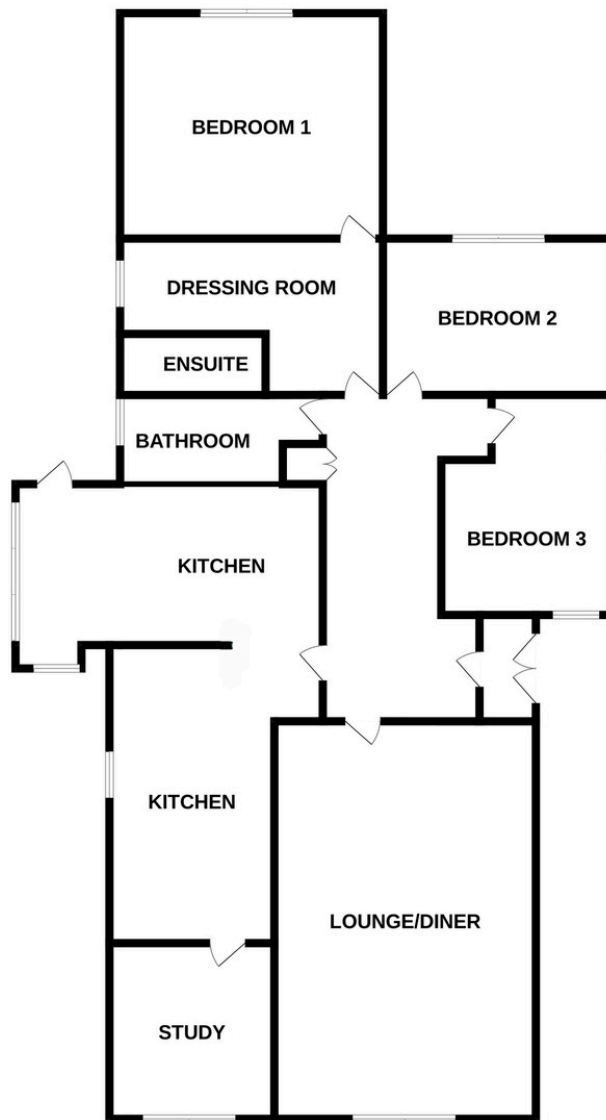 BEDROOM 1
DRESSING ROOM
BEDROOM 2
ENSUITE
BATHROOM
BEDROOM 3
KITCHEN
KITCHEN
LOUNGE/DINER
STUDY